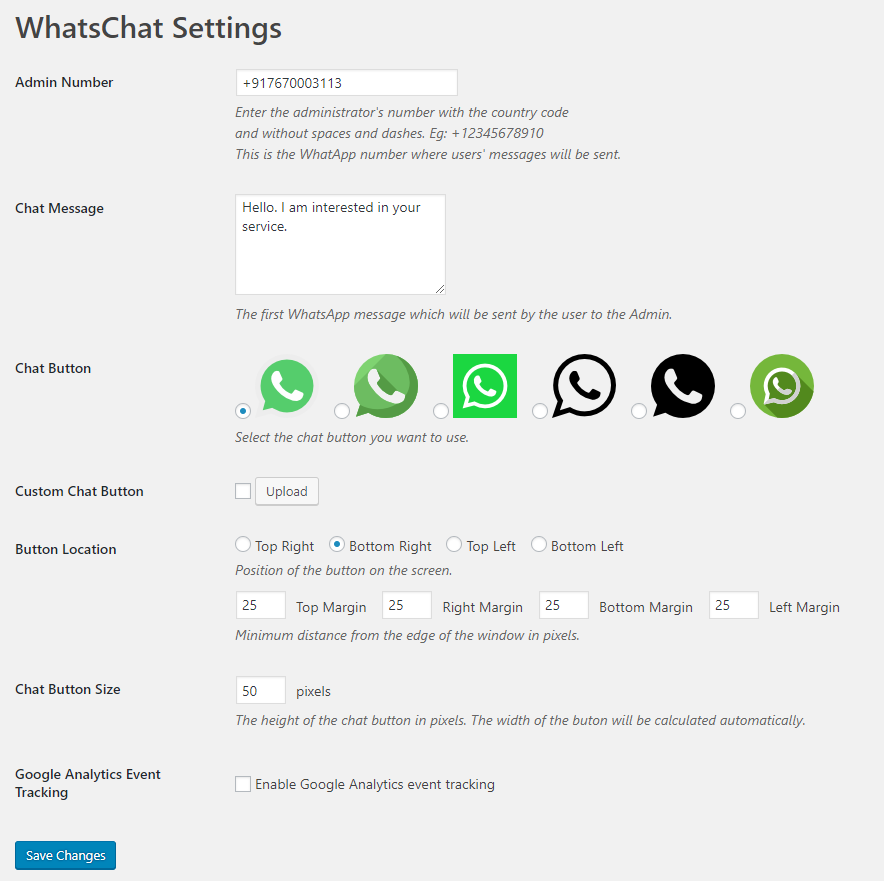 WhatsChat Settings
Admin Number
+917670003113
Enter the administrator's number with the country code
and without spaces and dashes. Eg: +12345678910
This is the WhatApp number where users' messages will be sent.
Chat Message
Hello. I am interested in your
service.
The first WhatsApp message which will be sent by the user to the Admin.
Chat Button
Select the chat button you want to use.
Custom Chat Button
Upload
Button Location
Top Right Bottom Right Top Left Bottom Left
Position of the button on the screen.
25 Top Margin 25 Right Margin 25 Bottom Margin 25 Left Margin
Minimum distance from the edge of the window in pixels.
Chat Button Size
50 pixels
The height of the chat button in pixels. The width of the buton will be calculated automatically.
Google Analytics Event
Tracking
Enable Google Analytics event tracking
Save Changes